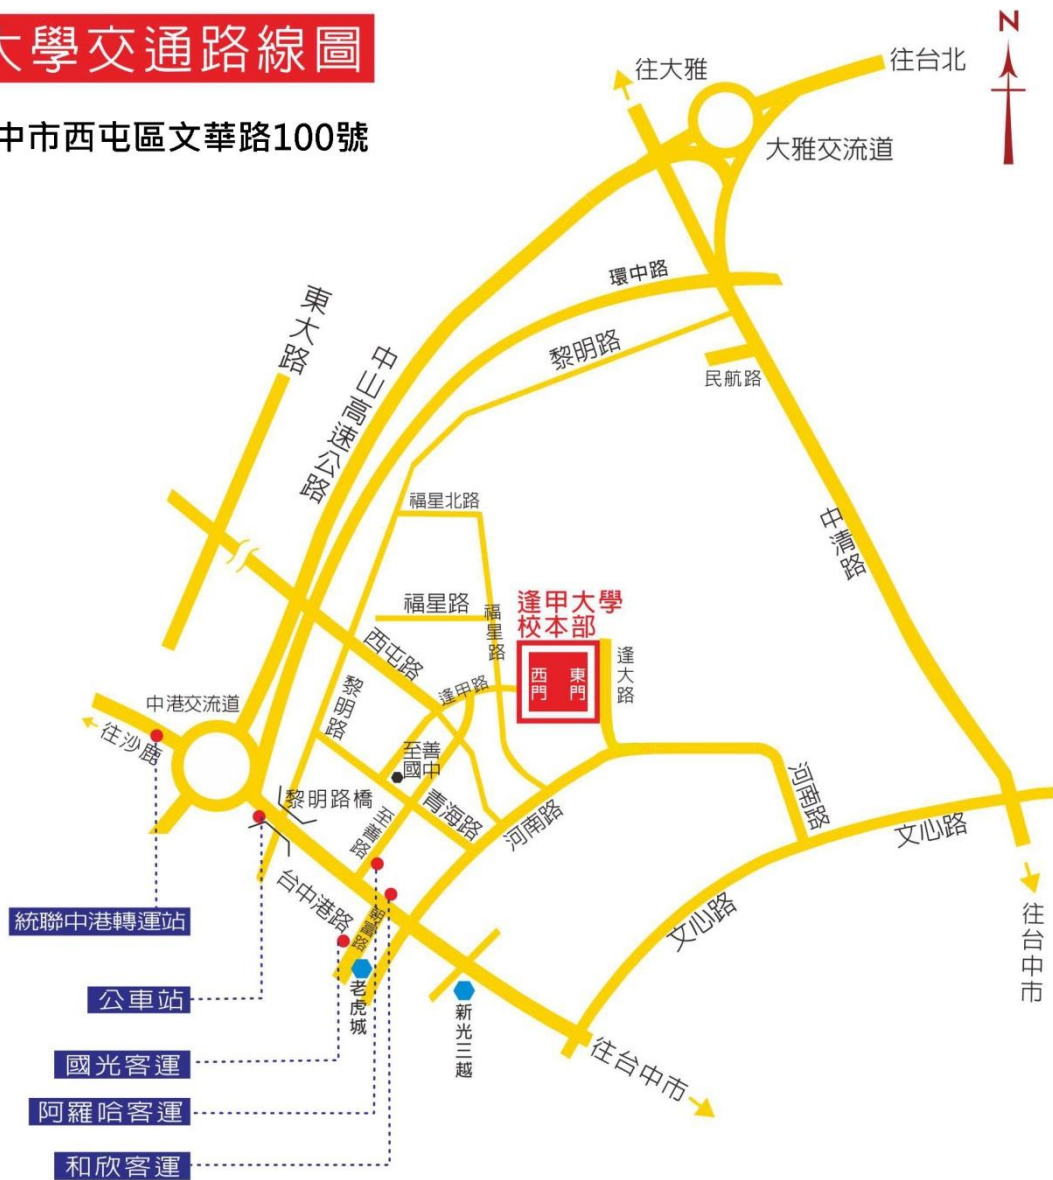 大學交通路線圖
中市西屯區文華路100號
N
往大雅
往台北
大雅交流道
環中路
東大路
中山高速公路
黎明路
民航路
福星北路
中清路
福星路
福星路
逢甲大學
校本部
西門
東門
逢大路
西屯路
逢甲路
黎明路
中港交流道
往沙鹿
至善
國中
黎明路橋
青海路
至善路
河南路
河南路
文心路
台中港路
朝富路
文心路
往台中市
統聯中港轉運站
公車站
老虎城
新光三越
國光客運
往台中市
阿羅哈客運
和欣客運